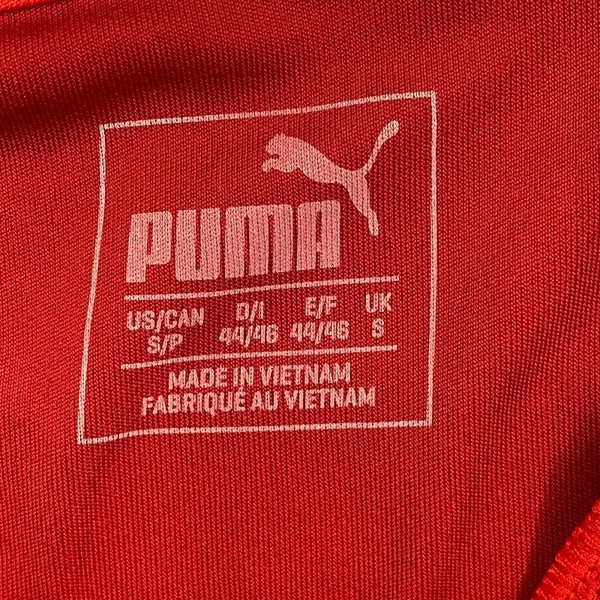 PUMA
US/CAN D/I E/F UK
S/P 44/46 44/46 S
MADE IN VIETNAM
FABRIQUÉ AU VIETNAM